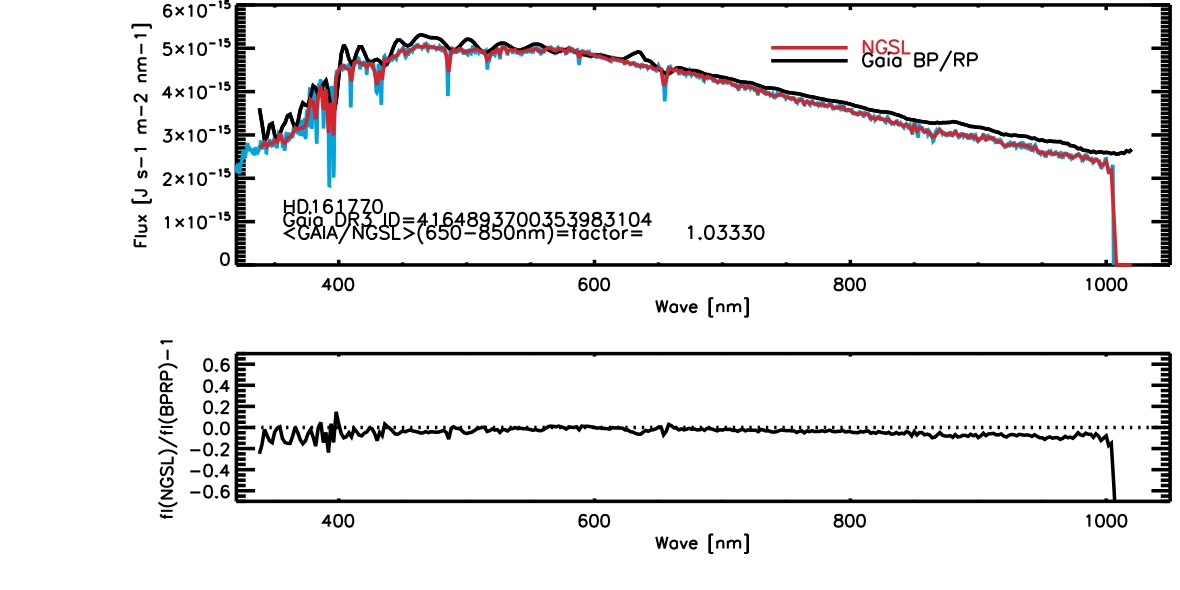 6×10⁻¹⁵
5×10⁻¹⁵
4×10⁻¹⁵
3×10⁻¹⁵
2×10⁻¹⁵
1×10⁻¹⁵
0
Flux [J s-1 m-2 nm-1]
NGSL
Gaia BP/RP
HD161770
Gaia DR3 ID=4164893700353983104
<GAIA/NGSL>(650-850nm)=factor= 1.03330
400 600 800 1000
Wave [nm]
fl(NGSL)/fl(BPRP)-1
0.6
0.4
0.2
0.0
-0.2
-0.4
-0.6
400 600 800 1000
Wave [nm]